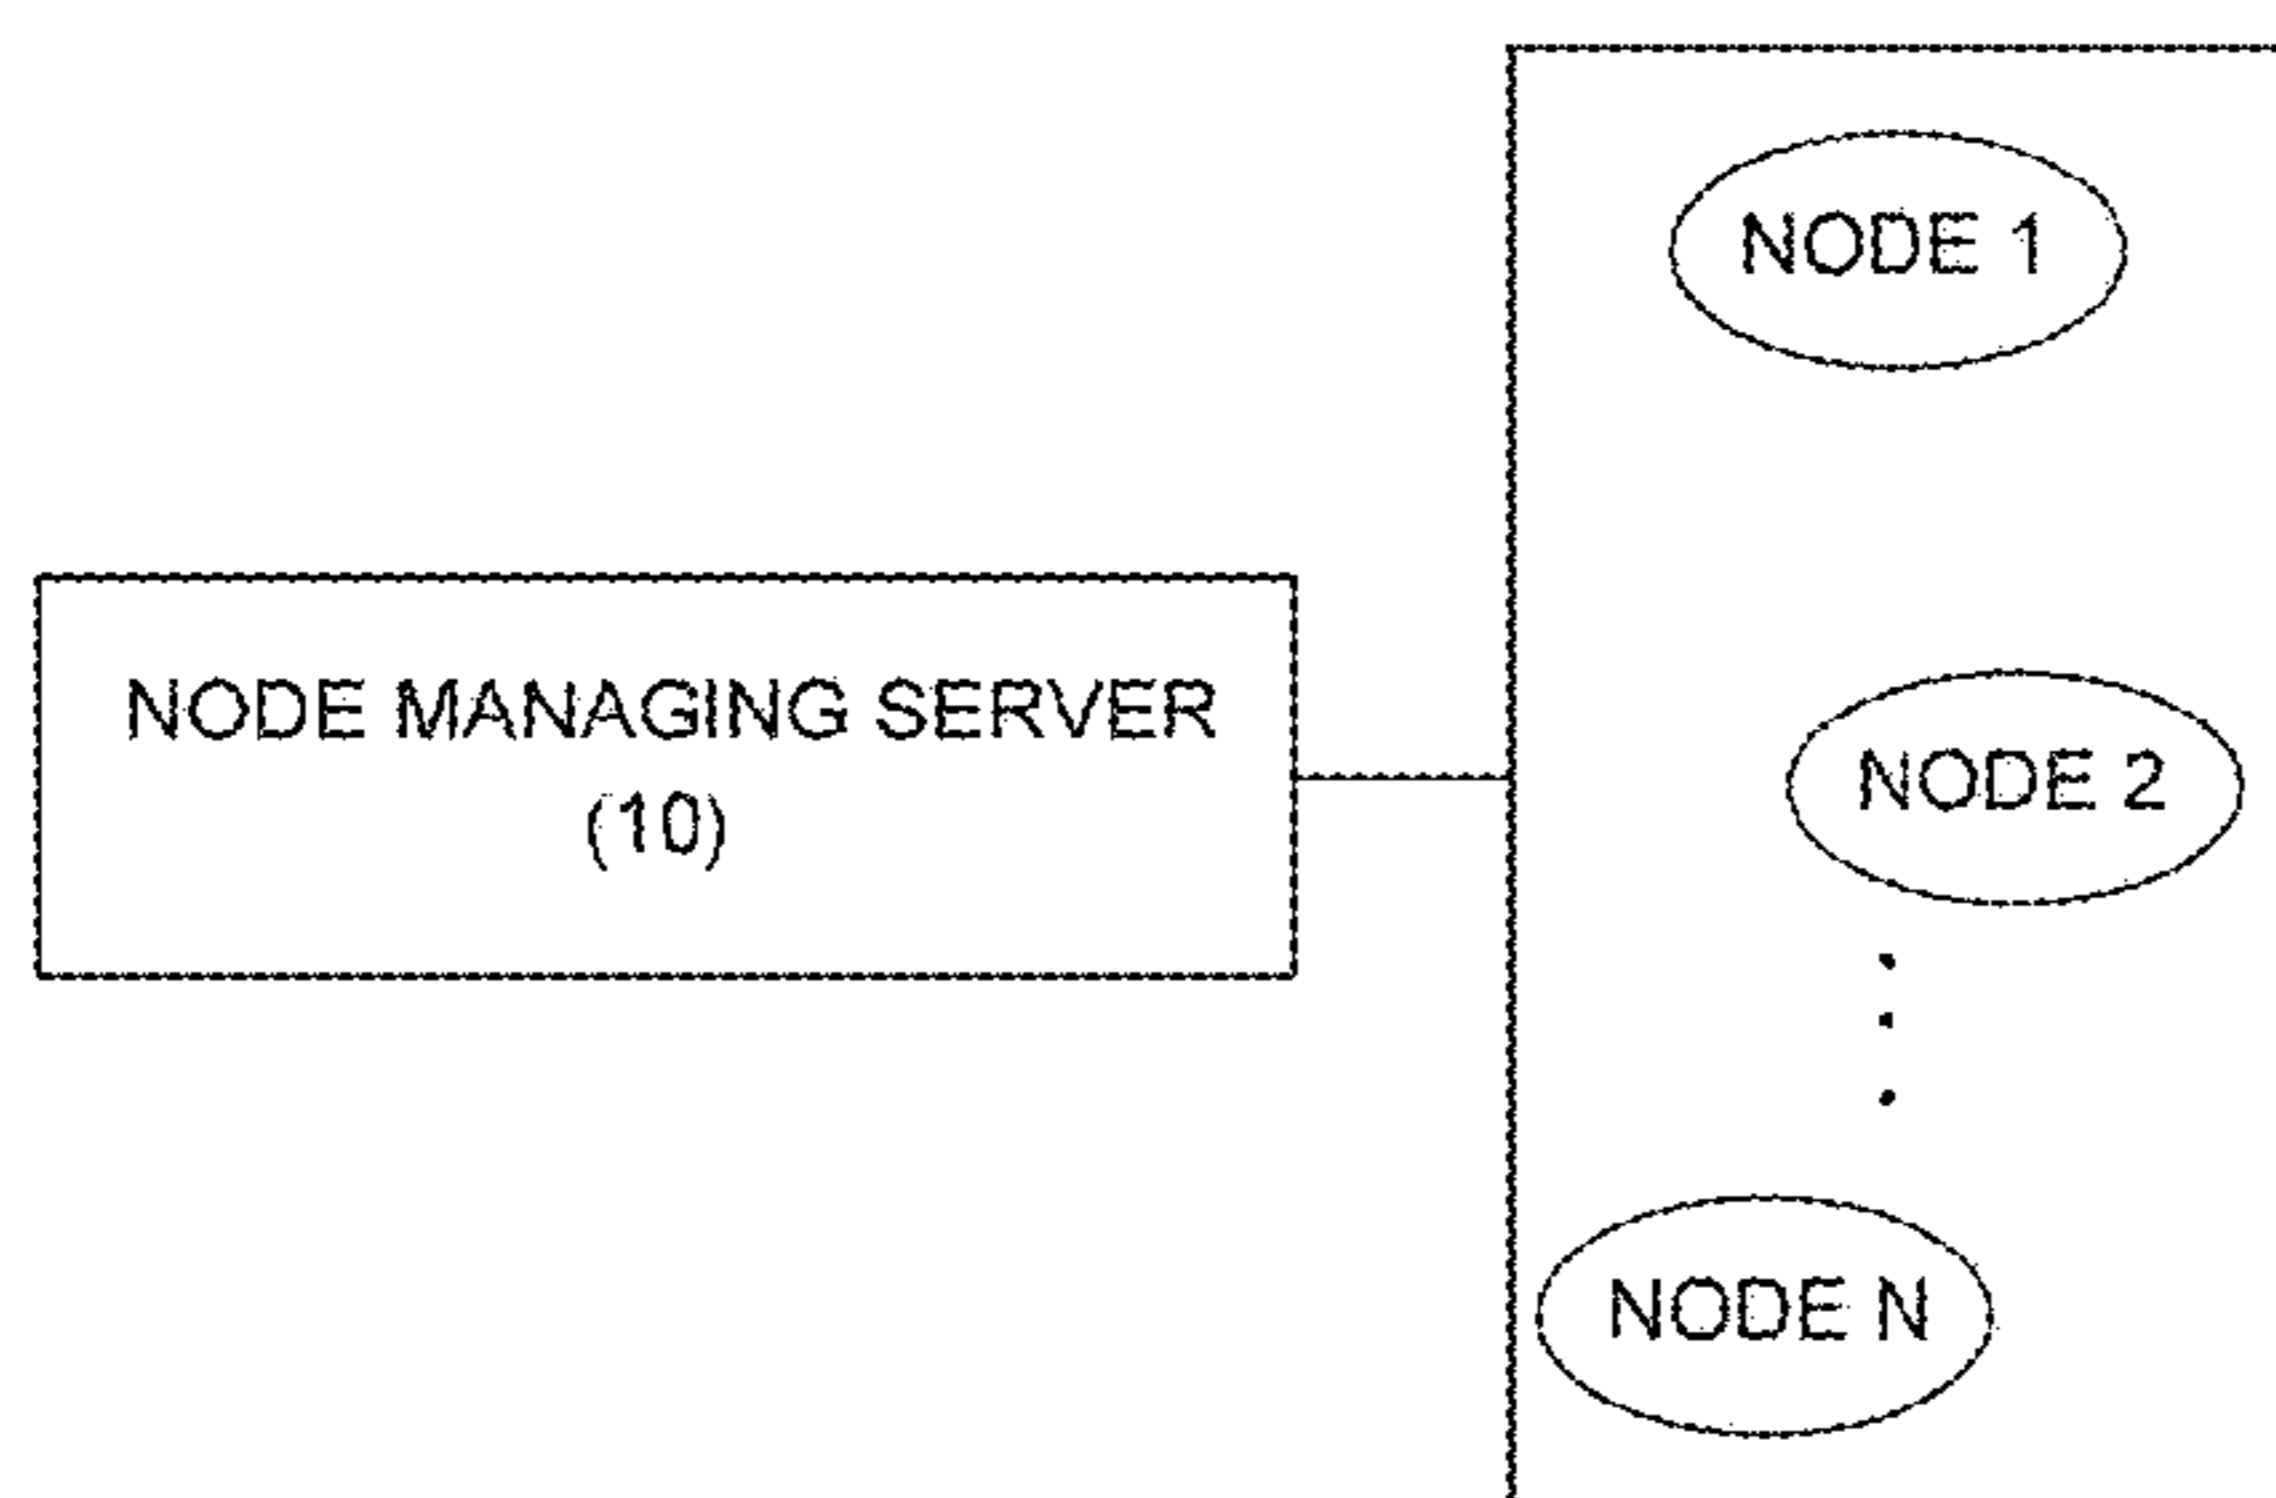 NODE 1
NODE MANAGING SERVER
(10)
NODE 2
NODE N